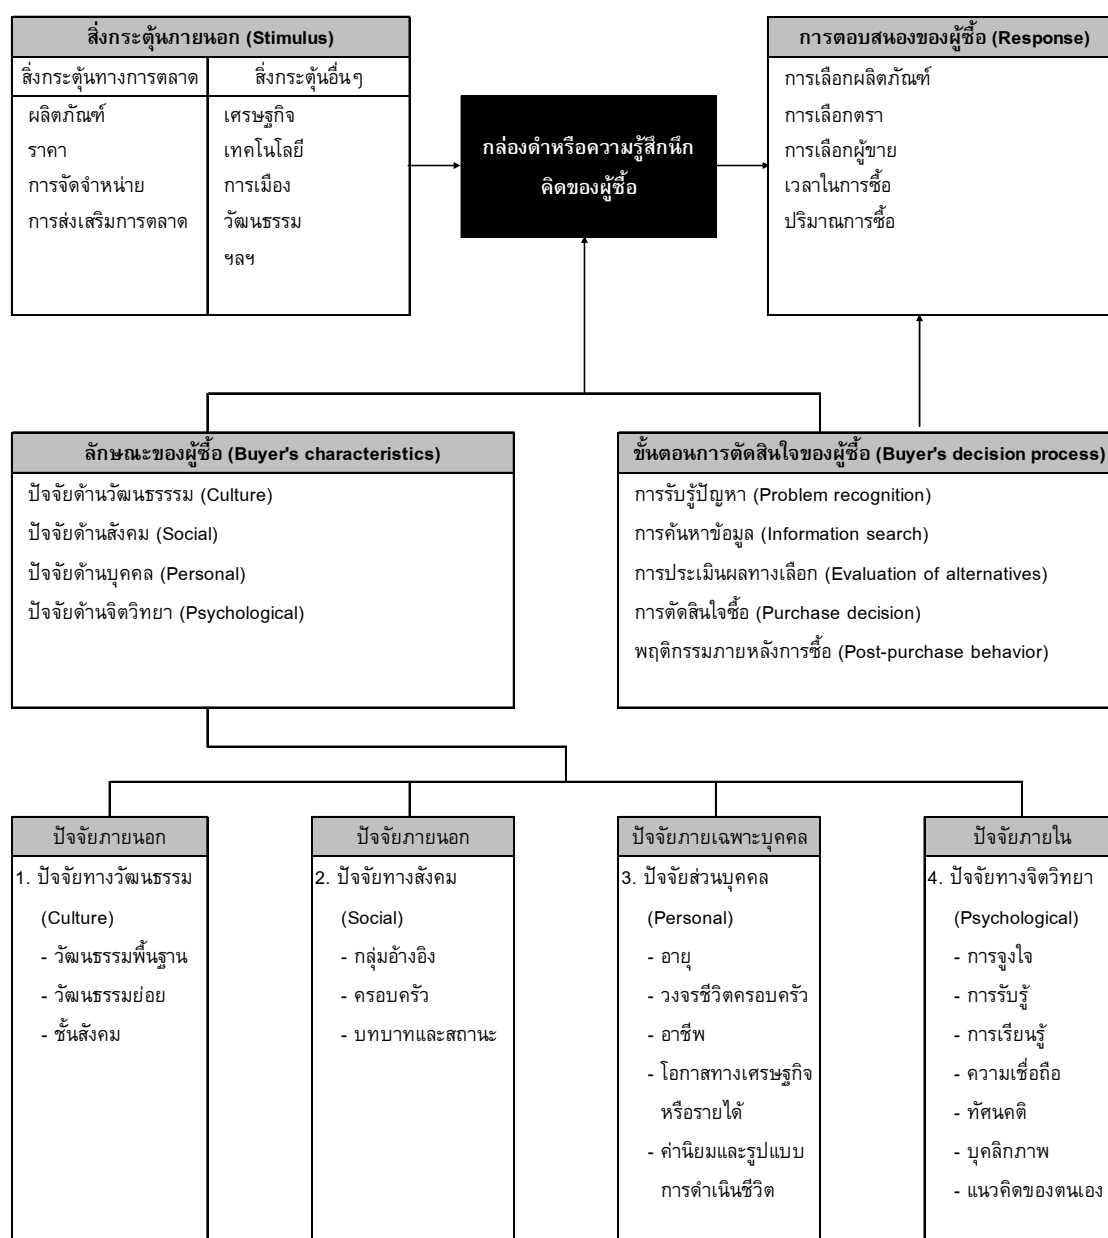 สิ่งกระตุ้นภายนอก (Stimulus)
สิ่งกระตุ้นทางการตลาด
ผลิตภัณฑ์
ราคา
การจัดจำหน่าย
การส่งเสริมการตลาด
สิ่งกระตุ้นอื่นๆ
เศรษฐกิจ
เทคโนโลยี
การเมือง
วัฒนธรรม
ฯลฯ
กล่องดำหรือความรู้สึกนึก
คิดของผู้ซื้อ
การตอบสนองของผู้ซื้อ (Response)
การเลือกผลิตภัณฑ์
การเลือกตรา
การเลือกผู้ขาย
เวลาในการซื้อ
ปริมาณการซื้อ
ลักษณะของผู้ซื้อ (Buyer's characteristics)
ปัจจัยด้านวัฒนธรรรม (Culture)
ปัจจัยด้านสังคม (Social)
ปัจจัยด้านบุคคล (Personal)
ปัจจัยด้านจิตวิทยา (Psychological)
ขั้นตอนการตัดสินใจของผู้ซื้อ (Buyer's decision process)
การรับรู้ปัญหา (Problem recognition)
การค้นหาข้อมูล (Information search)
การประเมินผลทางเลือก (Evaluation of alternatives)
การตัดสินใจซื้อ (Purchase decision)
พฤติกรรมภายหลังการซื้อ (Post-purchase behavior)
ปัจจัยภายนอก
1. ปัจจัยทางวัฒนธรรม
(Culture)
- วัฒนธรรมพื้นฐาน
- วัฒนธรรมย่อย
- ชั้นสังคม
ปัจจัยภายนอก
2. ปัจจัยทางสังคม
(Social)
- กลุ่มอ้างอิง
- ครอบครัว
- บทบาทและสถานะ
ปัจจัยภายเฉพาะบุคคล
3. ปัจจัยส่วนบุคคล
(Personal)
- อายุ
- วงจรชีวิตครอบครัว
- อาชีพ
- โอกาสทางเศรษฐกิจ
หรือรายได้
- ค่านิยมและรูปแบบ
การดำเนินชีวิต
ปัจจัยภายใน
4. ปัจจัยทางจิตวิทยา
(Psychological)
- การจูงใจ
- การรับรู้
- การเรียนรู้
- ความเชื่อถือ
- ทัศนคติ
- บุคลิกภาพ
- แนวคิดของตนเอง